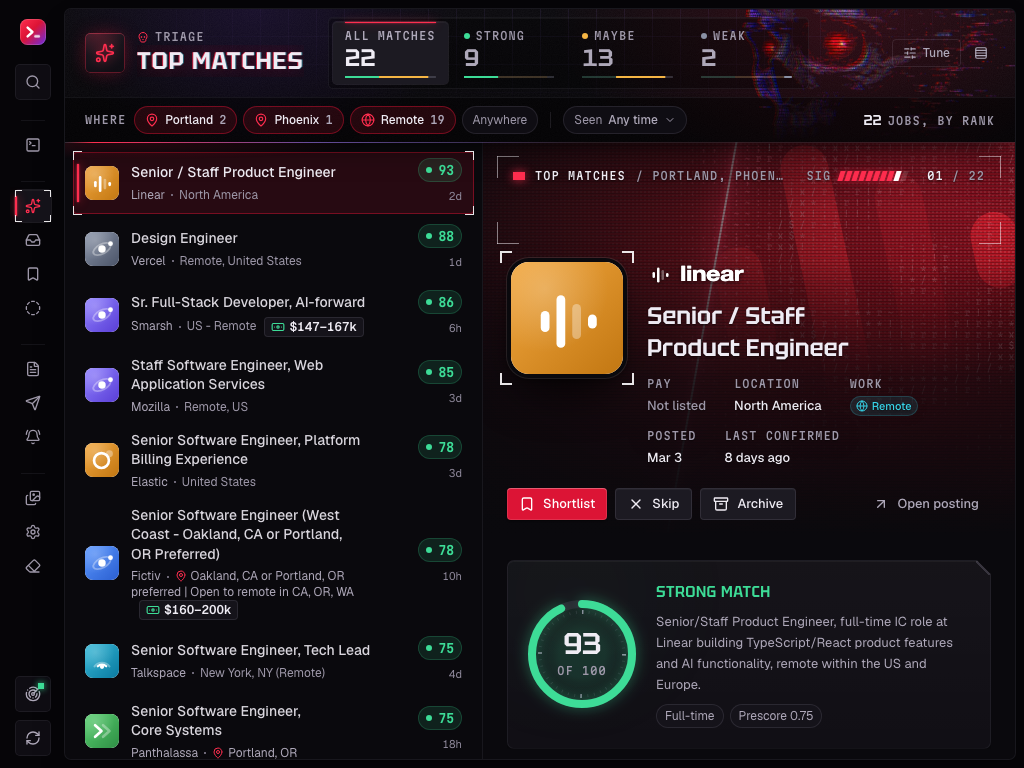 TRIAGE
TOP MATCHES
ALL MATCHES
22
STRONG
9
MAYBE
13
WEAK
2
Tune
WHERE
Portland 2
Phoenix 1
Remote 19
Anywhere
Seen Any time
22 JOBS, BY RANK
Senior / Staff Product Engineer
93
Linear · North America
2d
Design Engineer
88
Vercel · Remote, United States
1d
Sr. Full-Stack Developer, AI-forward
86
Smarsh · US - Remote $147–167k
6h
Staff Software Engineer, Web
Application Services
85
Mozilla · Remote, US
3d
Senior Software Engineer, Platform
Billing Experience
78
Elastic · United States
3d
Senior Software Engineer (West
Coast - Oakland, CA or Portland,
OR Preferred)
78
Fictiv · Oakland, CA or Portland, OR
preferred | Open to remote in CA, OR, WA
10h
$160–200k
Senior Software Engineer, Tech Lead
75
Talkspace · New York, NY (Remote)
4d
Senior Software Engineer,
Core Systems
75
Panthalassa · Portland, OR
18h
TOP MATCHES / PORTLAND, PHOEN… SIG 01 / 22
linear
Senior / Staff
Product Engineer
PAY LOCATION WORK
Not listed North America Remote
POSTED LAST CONFIRMED
Mar 3 8 days ago
Shortlist Skip Archive Open posting
93
OF 100
STRONG MATCH
Senior/Staff Product Engineer, full-time IC role at
Linear building TypeScript/React product features
and AI functionality, remote within the US and
Europe.
Full-time Prescore 0.75